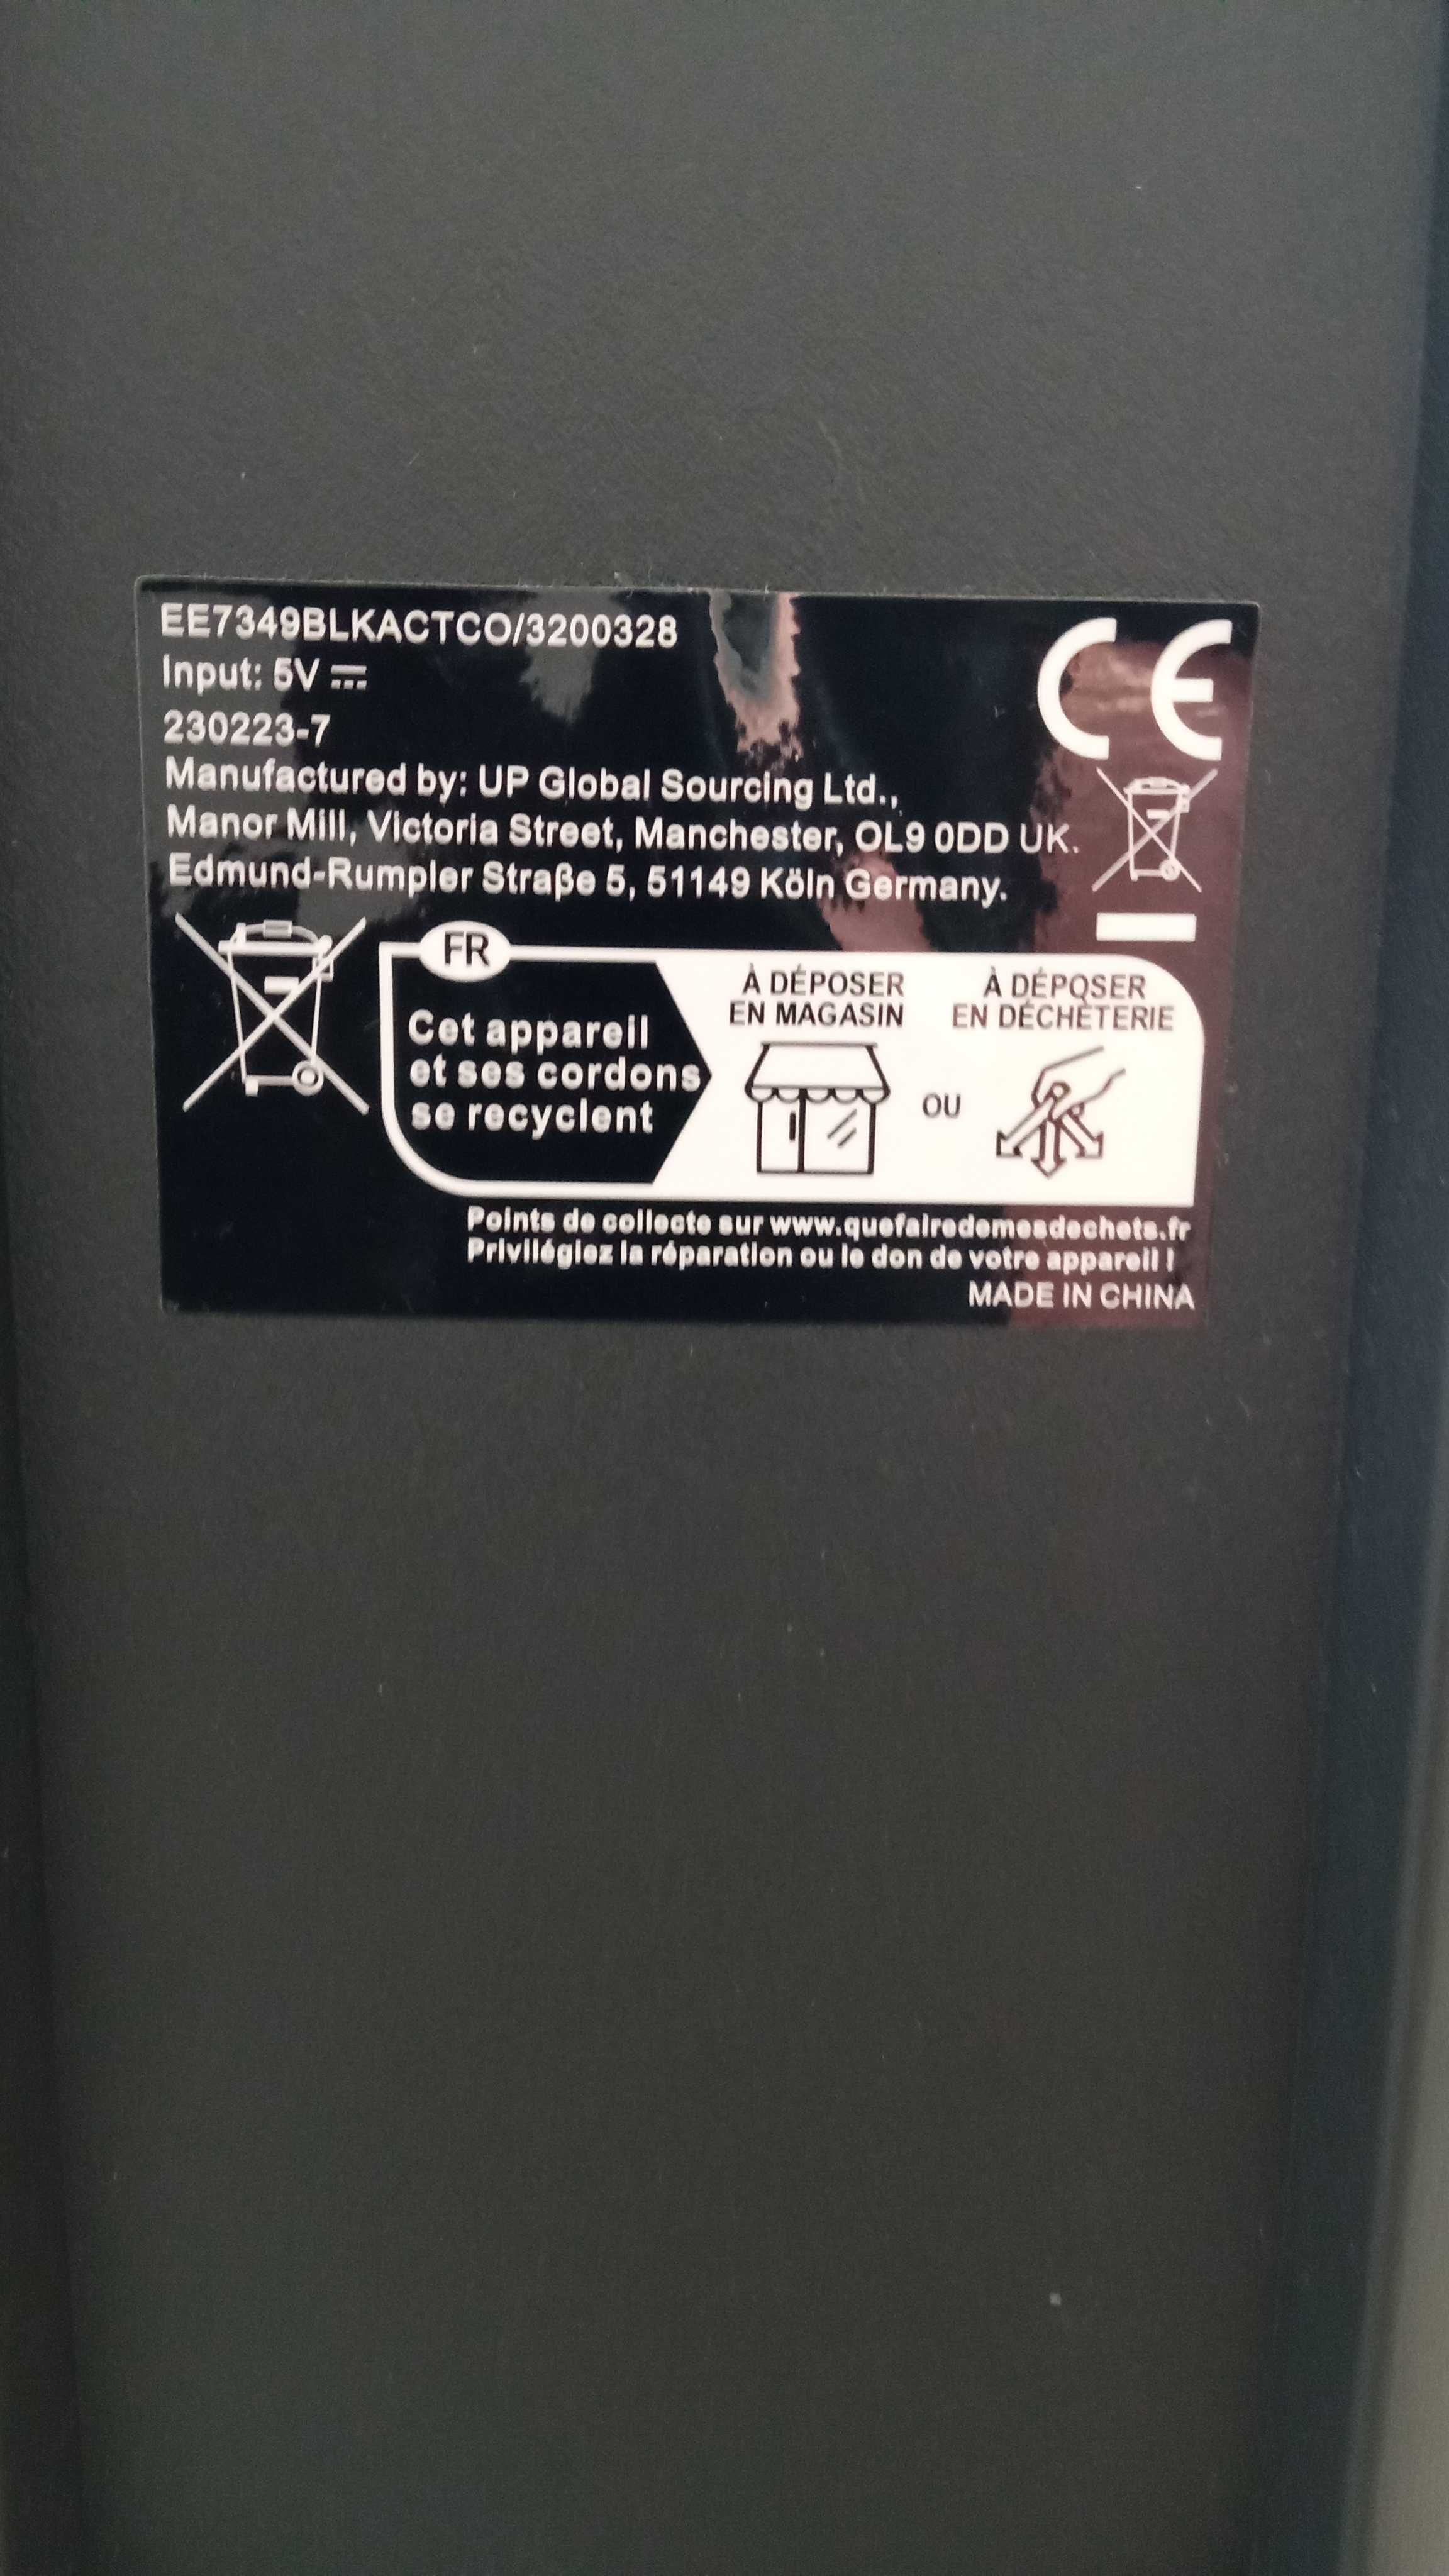 EE7349BLKACTCO/3200328
Input: 5V ⎓
230223-7
Manufactured by: UP Global Sourcing Ltd.,
Manor Mill, Victoria Street, Manchester, OL9 0DD UK.
Edmund-Rumpler Straße 5, 51149 Köln Germany.
CE
FR
Cet appareil
et ses cordons
se recyclent
À DÉPOSER
EN MAGASIN
OU
À DÉPOSER
EN DÉCHÈTERIE
Points de collecte sur www.quefairedemesdechets.fr
Privilégiez la réparation ou le don de votre appareil !
MADE IN CHINA